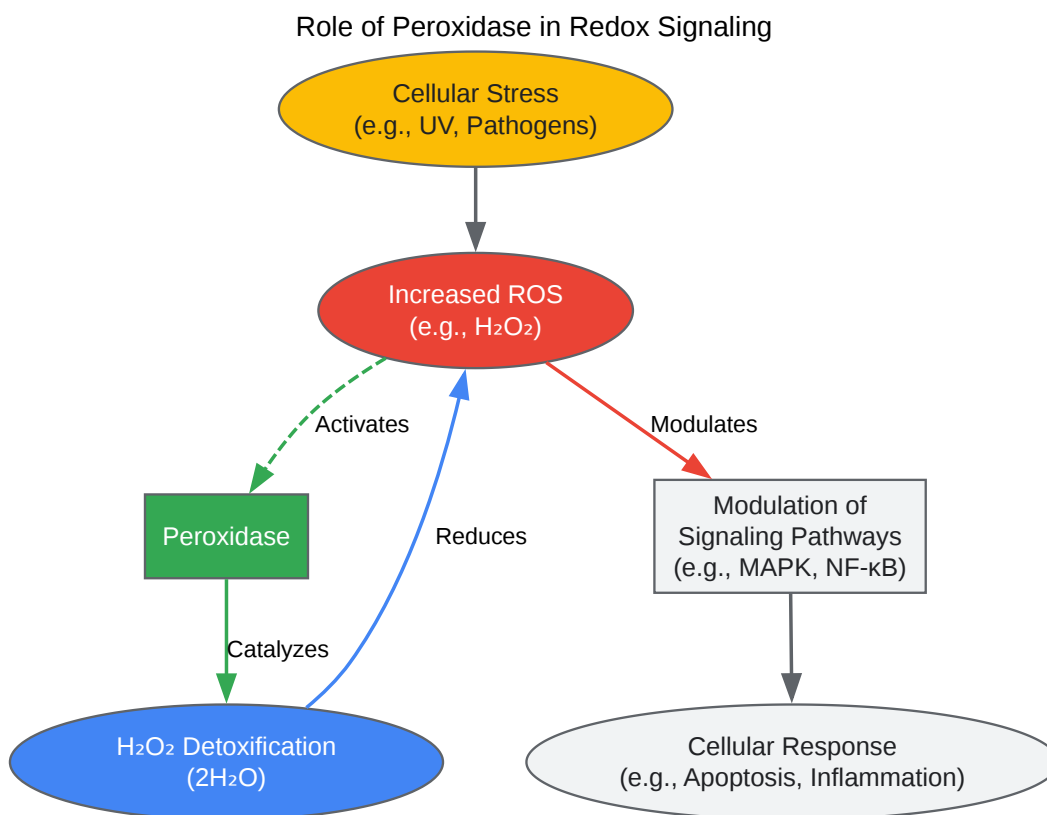 Role of Peroxidase in Redox Signaling
Cellular Stress
(e.g., UV, Pathogens)
Increased ROS
(e.g., H₂O₂)
Activates
Modulates
Peroxidase
Reduces
Modulation of
Signaling Pathways
(e.g., MAPK, NF-κB)
Catalyzes
H₂O₂ Detoxification
(2H₂O)
Cellular Response
(e.g., Apoptosis, Inflammation)